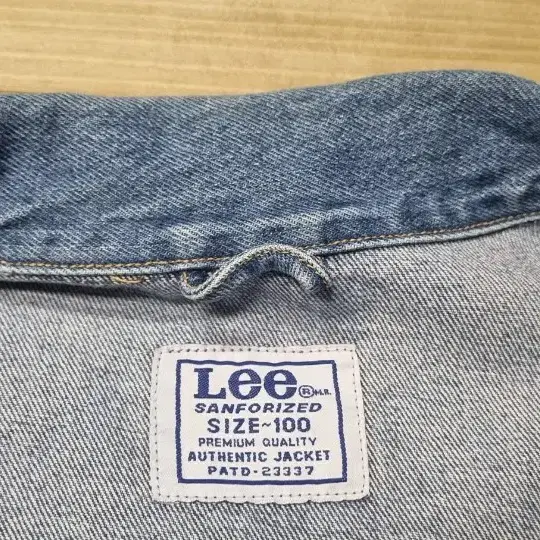 Lee ® M.R.
SANFORIZED
SIZE~100
PREMIUM QUALITY
AUTHENTIC JACKET
PATD-23337